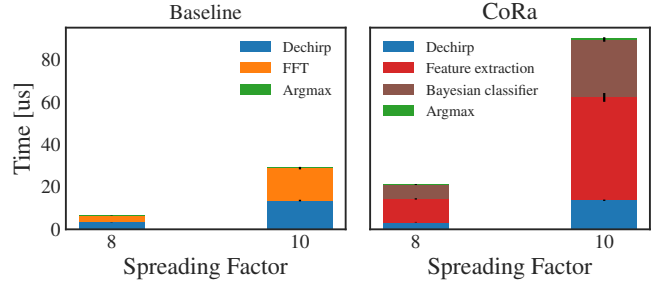 Baseline
CoRa
Time [us]
80
60
40
20
0
Dechirp
FFT
Argmax
Dechirp
Feature extraction
Bayesian classifier
Argmax
8
10
8
10
Spreading Factor
Spreading Factor